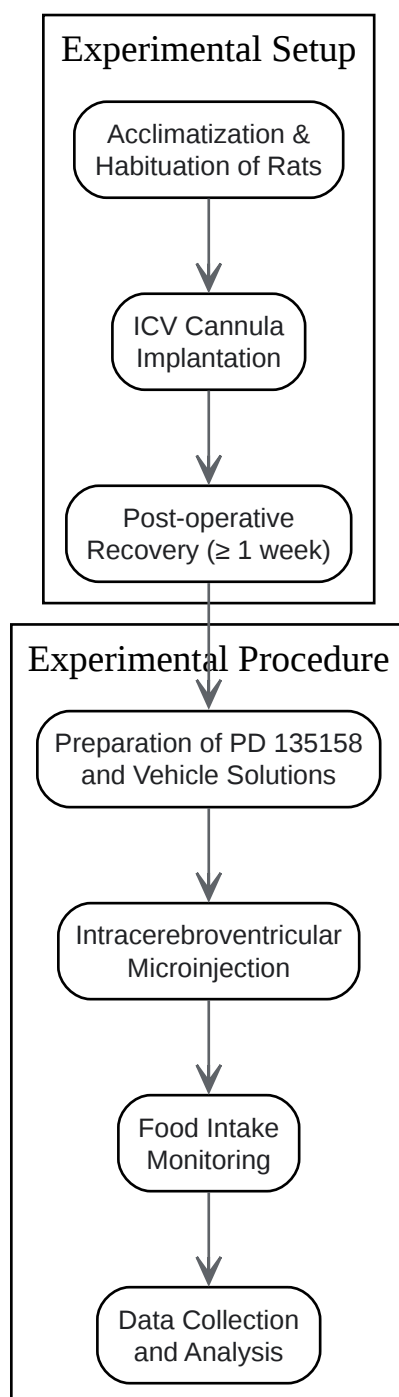 Experimental Setup
Acclimatization &
Habituation of Rats
ICV Cannula
Implantation
Post-operative
Recovery (≥ 1 week)
Experimental Procedure
Preparation of PD 135158
and Vehicle Solutions
Intracerebroventricular
Microinjection
Food Intake
Monitoring
Data Collection
and Analysis